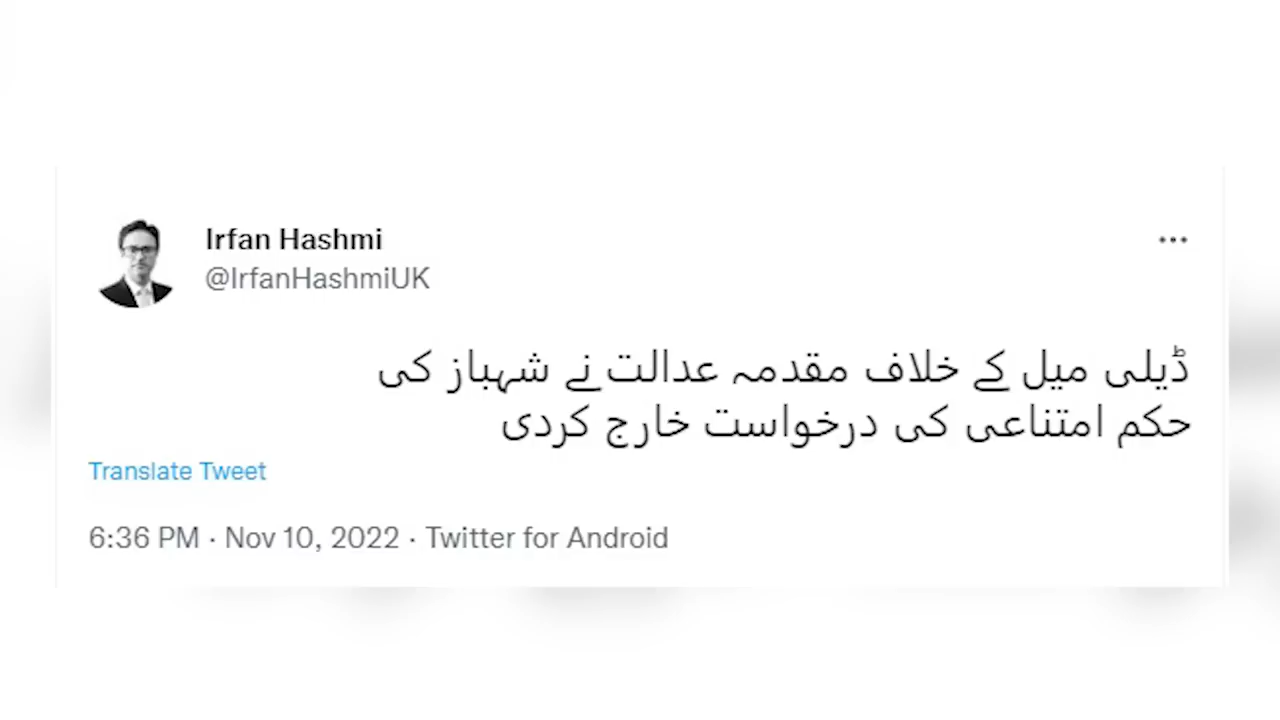 Irfan Hashmi
@IrfanHashmiUK
ڈیلی میل کے خلاف مقدمہ عدالت نے شہباز کی
حکم امتناعی کی درخواست خارج کردی
Translate Tweet
6:36 PM · Nov 10, 2022 · Twitter for Android